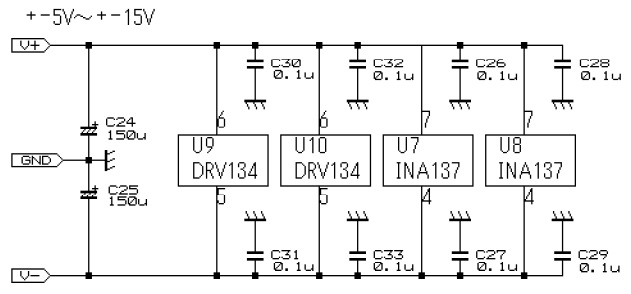 +-5V～+-15V
V+
C30
0.1u
C32
0.1u
C26
0.1u
C28
0.1u
6
6
7
7
C24
+
150u
U9
DRV134
U10
DRV134
U7
INA137
U8
INA137
GND
C25
+
150u
5
5
4
4
C31
0.1u
C33
0.1u
C27
0.1u
C29
0.1u
V-